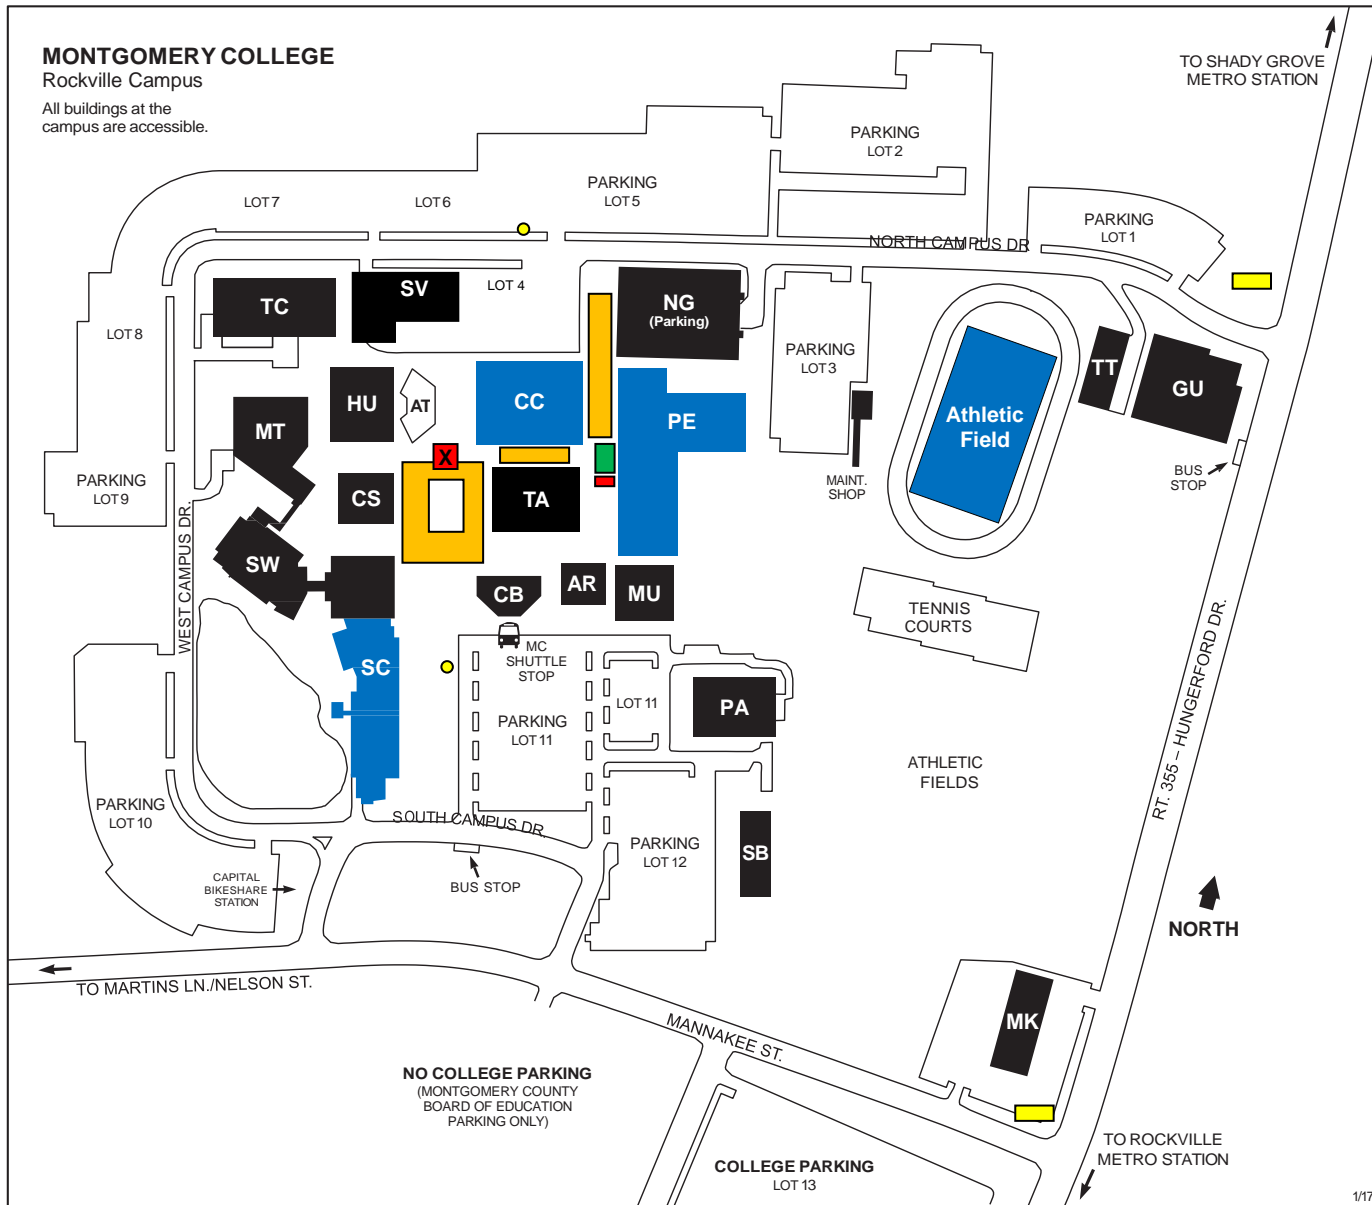 MONTGOMERY COLLEGE
Rockville Campus
All buildings at the
campus are accessible.
TO SHADY GROVE
METRO STATION
PARKING
LOT 2
PARKING
LOT 5
LOT 7
LOT 6
PARKING
LOT 1
NORTH CAMPUS DR
TC
SV
LOT 4
NG
(Parking)
LOT 8
PARKING
LOT 3
TT
GU
HU
AT
CC
PE
Athletic
Field
MT
X
BUS
STOP
PARKING
LOT 9
CS
TA
MAINT.
SHOP
WEST CAMPUS DR.
SW
CB
AR
MU
TENNIS
COURTS
RT. 355 – HUNGERFORD DR.
SC
MC
SHUTTLE
STOP
LOT 11
PA
PARKING
LOT 11
ATHLETIC
FIELDS
PARKING
LOT 10
SOUTH CAMPUS DR.
PARKING
LOT 12
SB
CAPITAL
BIKESHARE
STATION
BUS STOP
NORTH
TO MARTINS LN./NELSON ST.
MANNAKEE ST.
MK
NO COLLEGE PARKING
(MONTGOMERY COUNTY
BOARD OF EDUCATION
PARKING ONLY)
COLLEGE PARKING
LOT 13
TO ROCKVILLE
METRO STATION
1/17